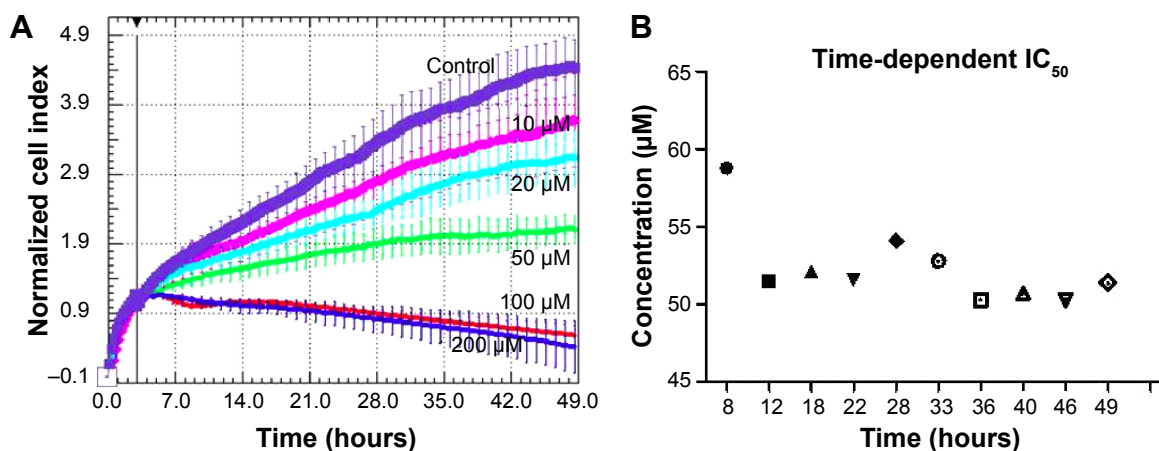 A
Normalized cell index
4.9
3.9
2.9
1.9
0.9
–0.1
Control
10 µM
20 µM
50 µM
100 µM
200 µM
0.0 7.0 14.0 21.0 28.0 35.0 42.0 49.0
Time (hours)
B
Time-dependent IC50
Concentration (µM)
65
60
55
50
45
8 12 18 22 28 33 36 40 46 49
Time (hours)